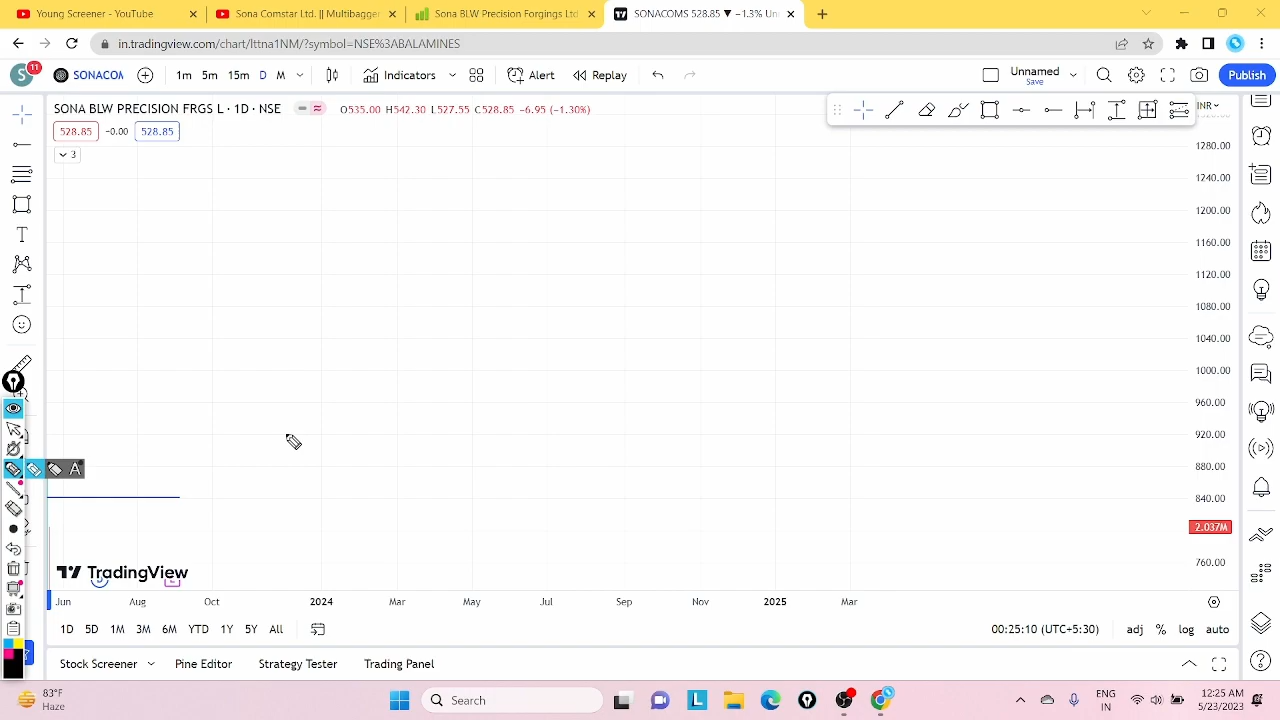 Young Screener - YouTube
Sona Comstar Ltd. || Multibagger
Sona BLW Precision Forgings Ltd
SONACOMS 528.85 ▼ −1.3% Un
in.tradingview.com/chart/lttna1NM/?symbol=NSE%3ABALAMINES
S
11
SONACOM
1m 5m 15m D M
Indicators
Alert
Replay
Unnamed
Save
Publish
SONA BLW PRECISION FRGS L · 1D · NSE
O535.00 H542.30 L527.55 C528.85 −6.95 (−1.30%)
INR
528.85 −0.00 528.85
3
1280.00
1240.00
1200.00
1160.00
1120.00
1080.00
1040.00
1000.00
960.00
920.00
880.00
A
840.00
2.037M
760.00
TradingView
Jun Aug Oct 2024 Mar May Jul Sep Nov 2025 Mar
1D 5D 1M 3M 6M YTD 1Y 5Y All
00:25:10 (UTC+5:30)
adj % log auto
Stock Screener
Pine Editor
Strategy Tester
Trading Panel
83°F
Haze
Search
ENG
IN
12:25 AM
5/23/2023